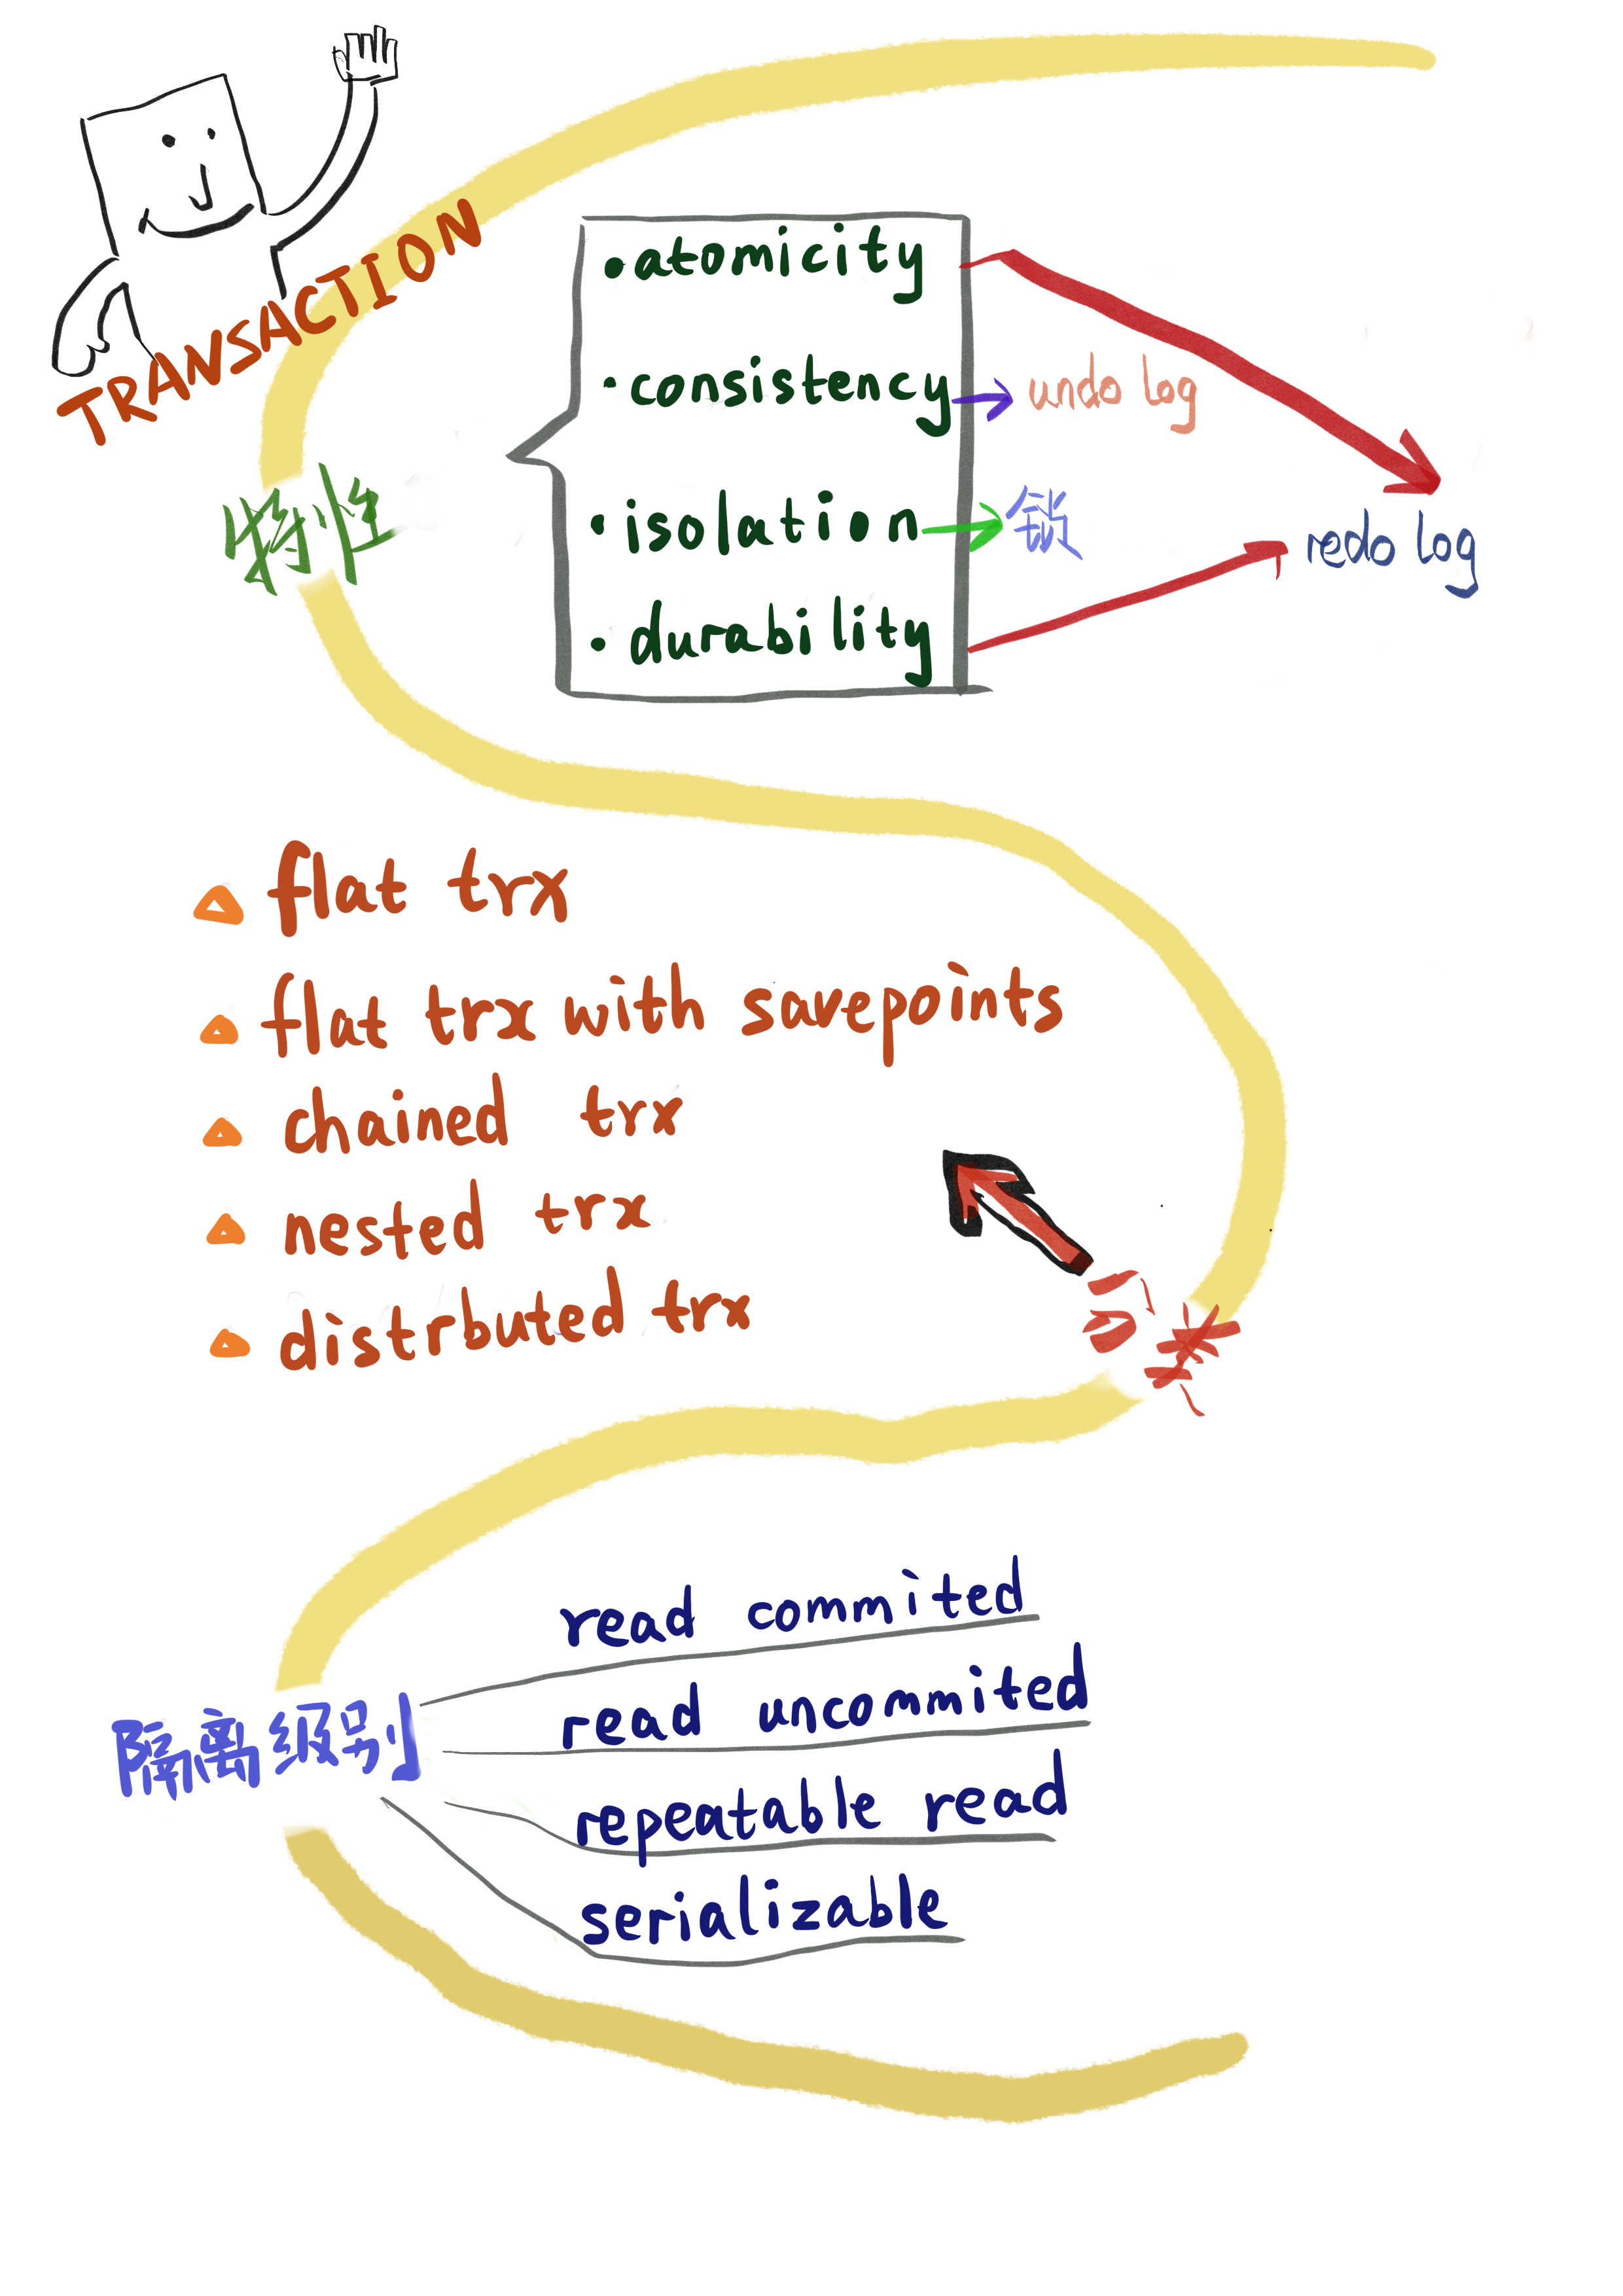 TRANSACTION
特性
•atomicity
•consistency
undo log
•isolation
锁
redo log
•durability
flat trx
flat trx with savepoints
chained trx
nested trx
distrbuted trx
分类
read commited
read uncommited
隔离级别
repeatable read
serializable